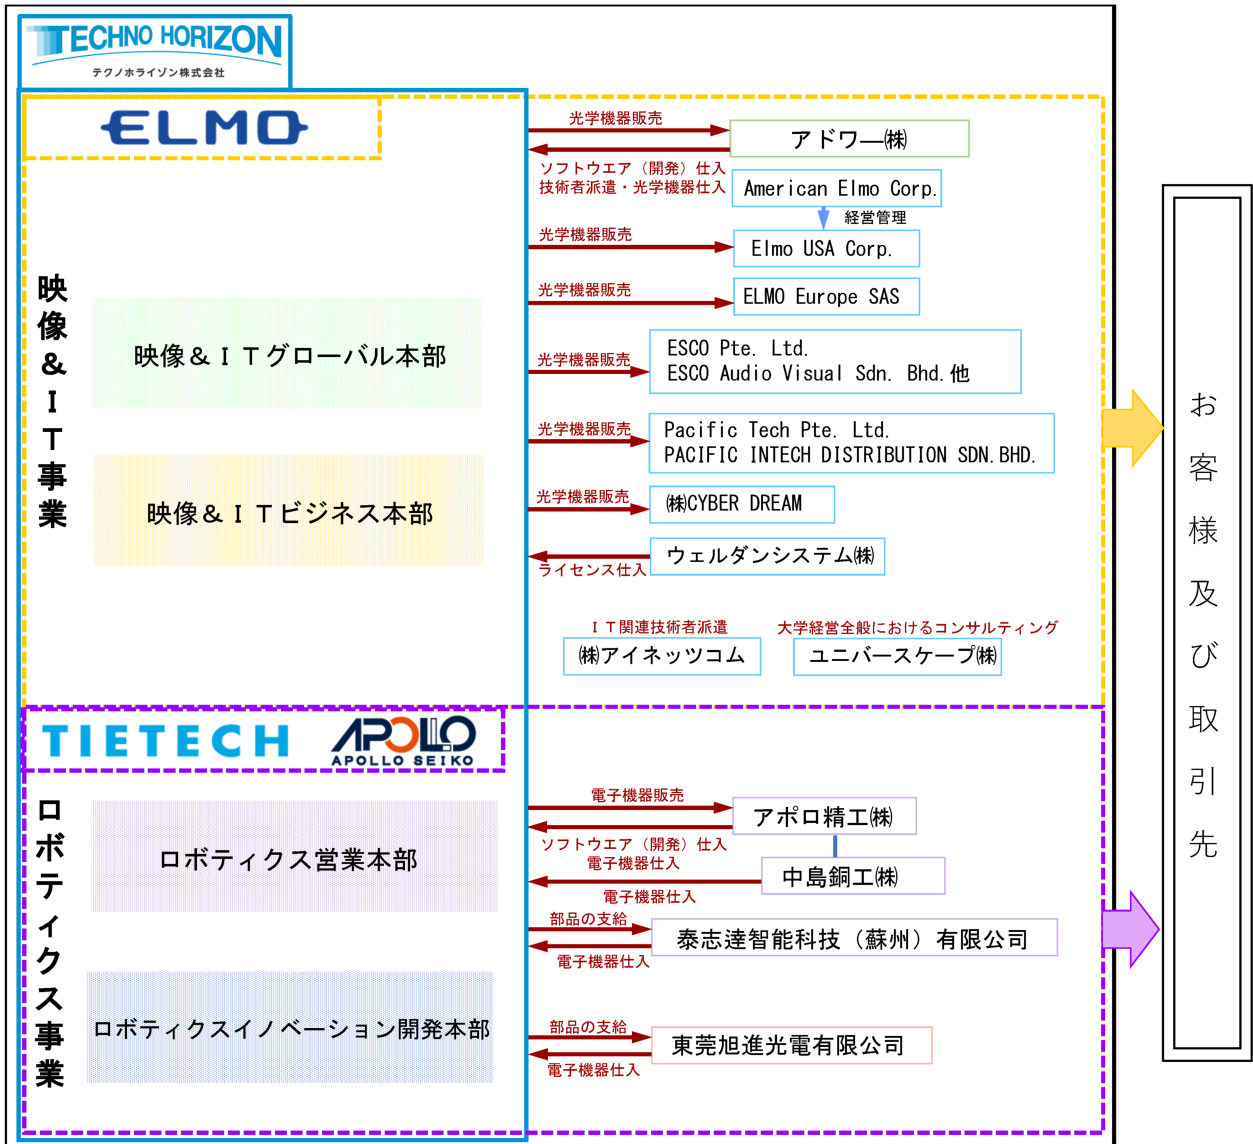 TECHNO HORIZON
テクノホライゾン株式会社
ELMO
映像&IT事業
映像&ITグローバル本部
映像&ITビジネス本部
光学機器販売
アドワー㈱
ソフトウエア（開発）仕入
技術者派遣・光学機器仕入
American Elmo Corp.
経営管理
光学機器販売
Elmo USA Corp.
光学機器販売
ELMO Europe SAS
光学機器販売
ESCO Pte. Ltd.
ESCO Audio Visual Sdn. Bhd.他
光学機器販売
Pacific Tech Pte. Ltd.
PACIFIC INTECH DISTRIBUTION SDN.BHD.
光学機器販売
㈱CYBER DREAM
ウェルダンシステム㈱
ライセンス仕入
ＩＴ関連技術者派遣
㈱アイネッツコム
大学経営全般におけるコンサルティング
ユニバースケープ㈱
TIETECH
APOLLO
APOLLO SEIKO
ロボティクス事業
ロボティクス営業本部
ロボティクスイノベーション開発本部
電子機器販売
アポロ精工㈱
ソフトウエア（開発）仕入
電子機器仕入
中島銅工㈱
電子機器仕入
部品の支給
泰志達智能科技（蘇州）有限公司
電子機器仕入
部品の支給
東莞旭進光電有限公司
電子機器仕入
お客様及び取引先